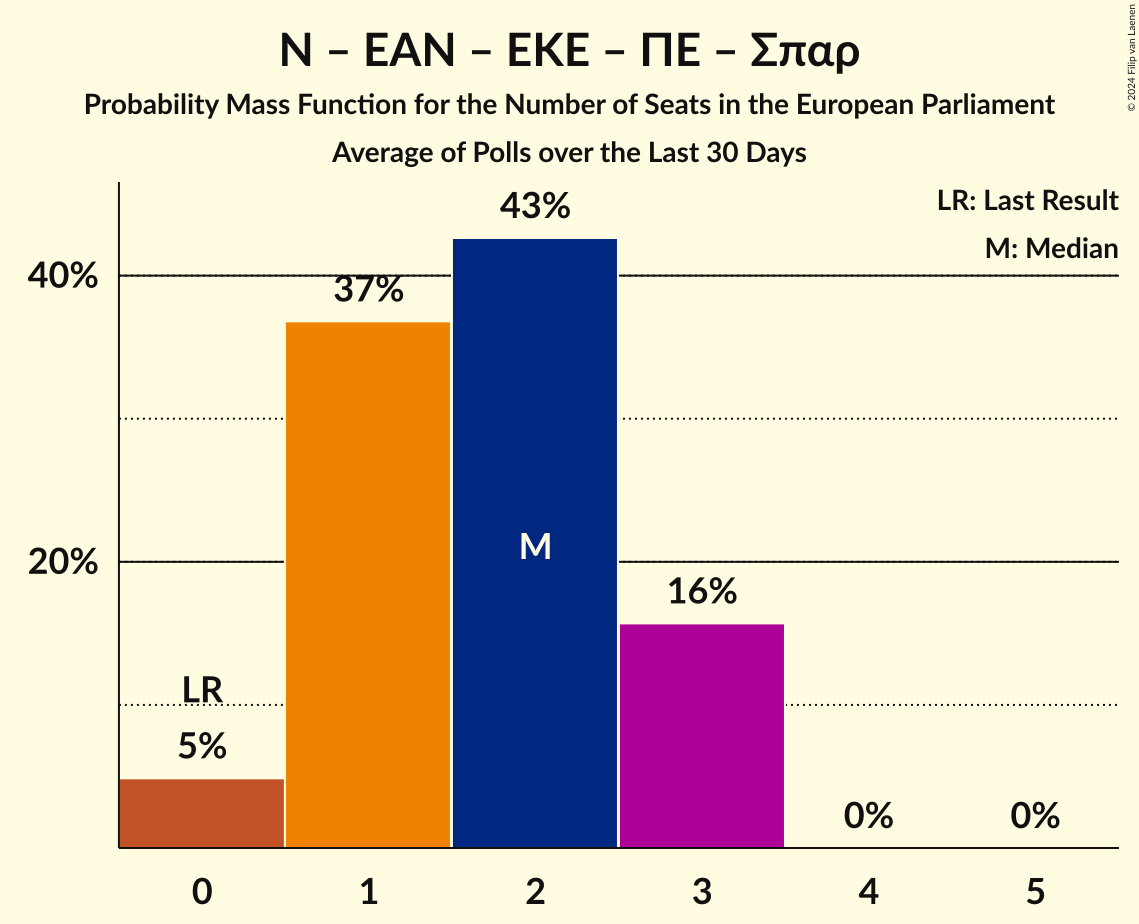 Ν – ΕΑΝ – ΕΚΕ – ΠΕ – Σπαρ
Probability Mass Function for the Number of Seats in the European Parliament
Average of Polls over the Last 30 Days
© 2024 Filip van Laenen
LR: Last Result
M: Median
43%
40%
37%
M
20%
16%
LR
5%
0%
0%
0
1
2
3
4
5